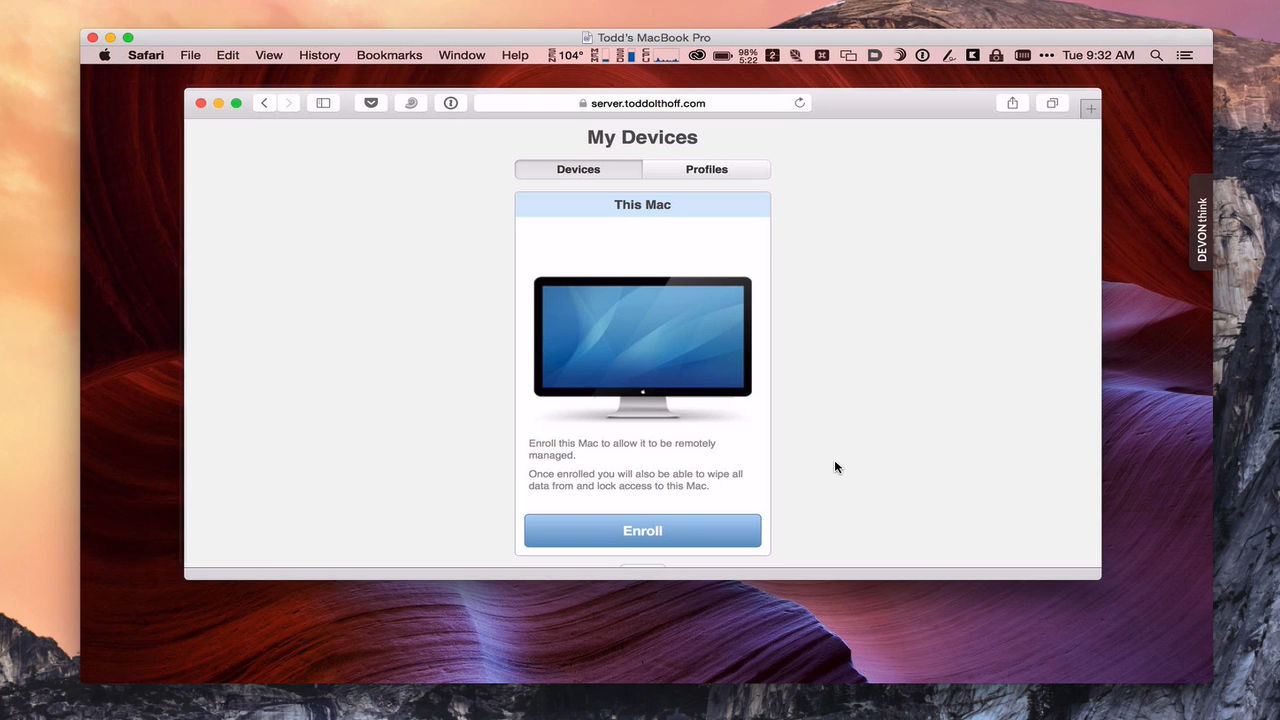 Todd's MacBook Pro
Safari File Edit View History Bookmarks Window Help 104° 98% 5:22 2 Tue 9:32 AM
server.toddolthoff.com
My Devices
Devices Profiles
This Mac
Enroll this Mac to allow it to be remotely
managed.
Once enrolled you will also be able to wipe all
data from and lock access to this Mac.
Enroll
DEVONthink